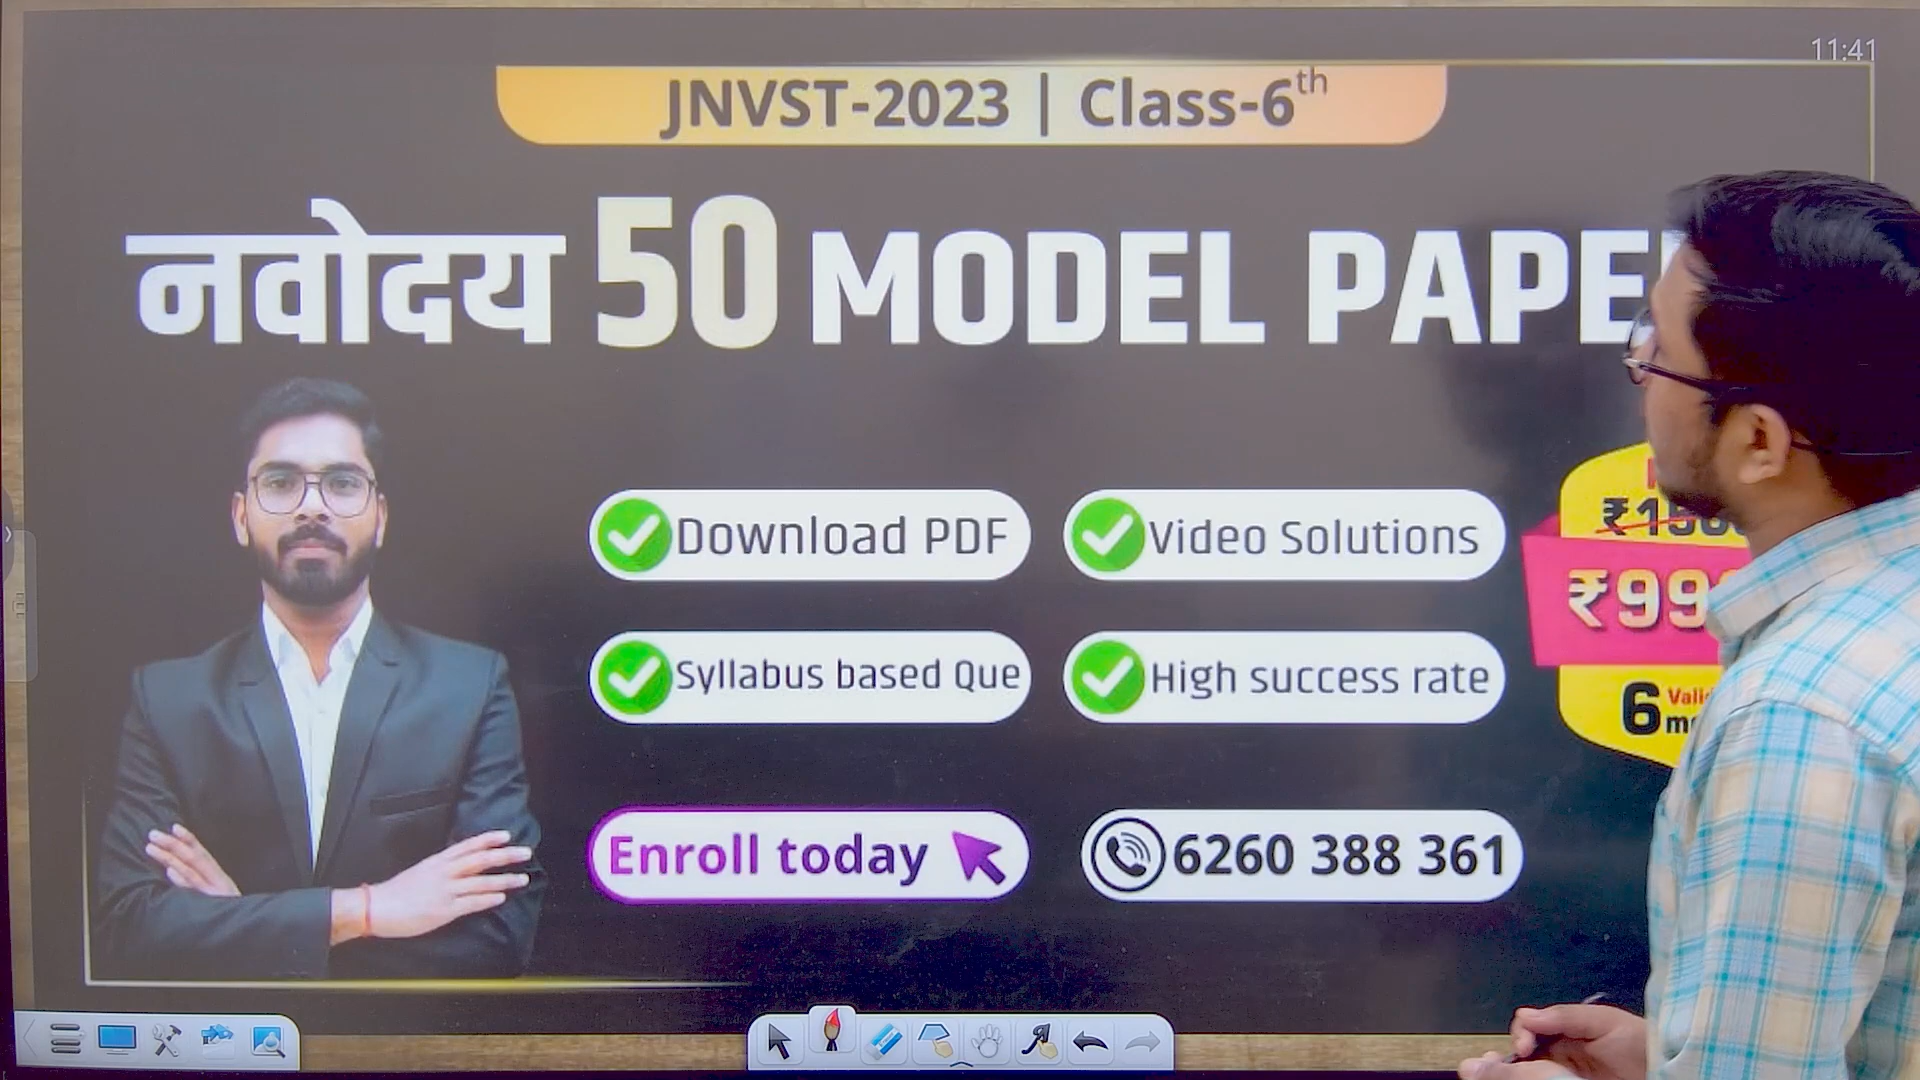 11:41
JNVST-2023 | Class-6th
नवोदय 50 MODEL
Download PDF
Video Solutions
Syllabus based Que
High success rate
6
Enroll today
6260 388 361